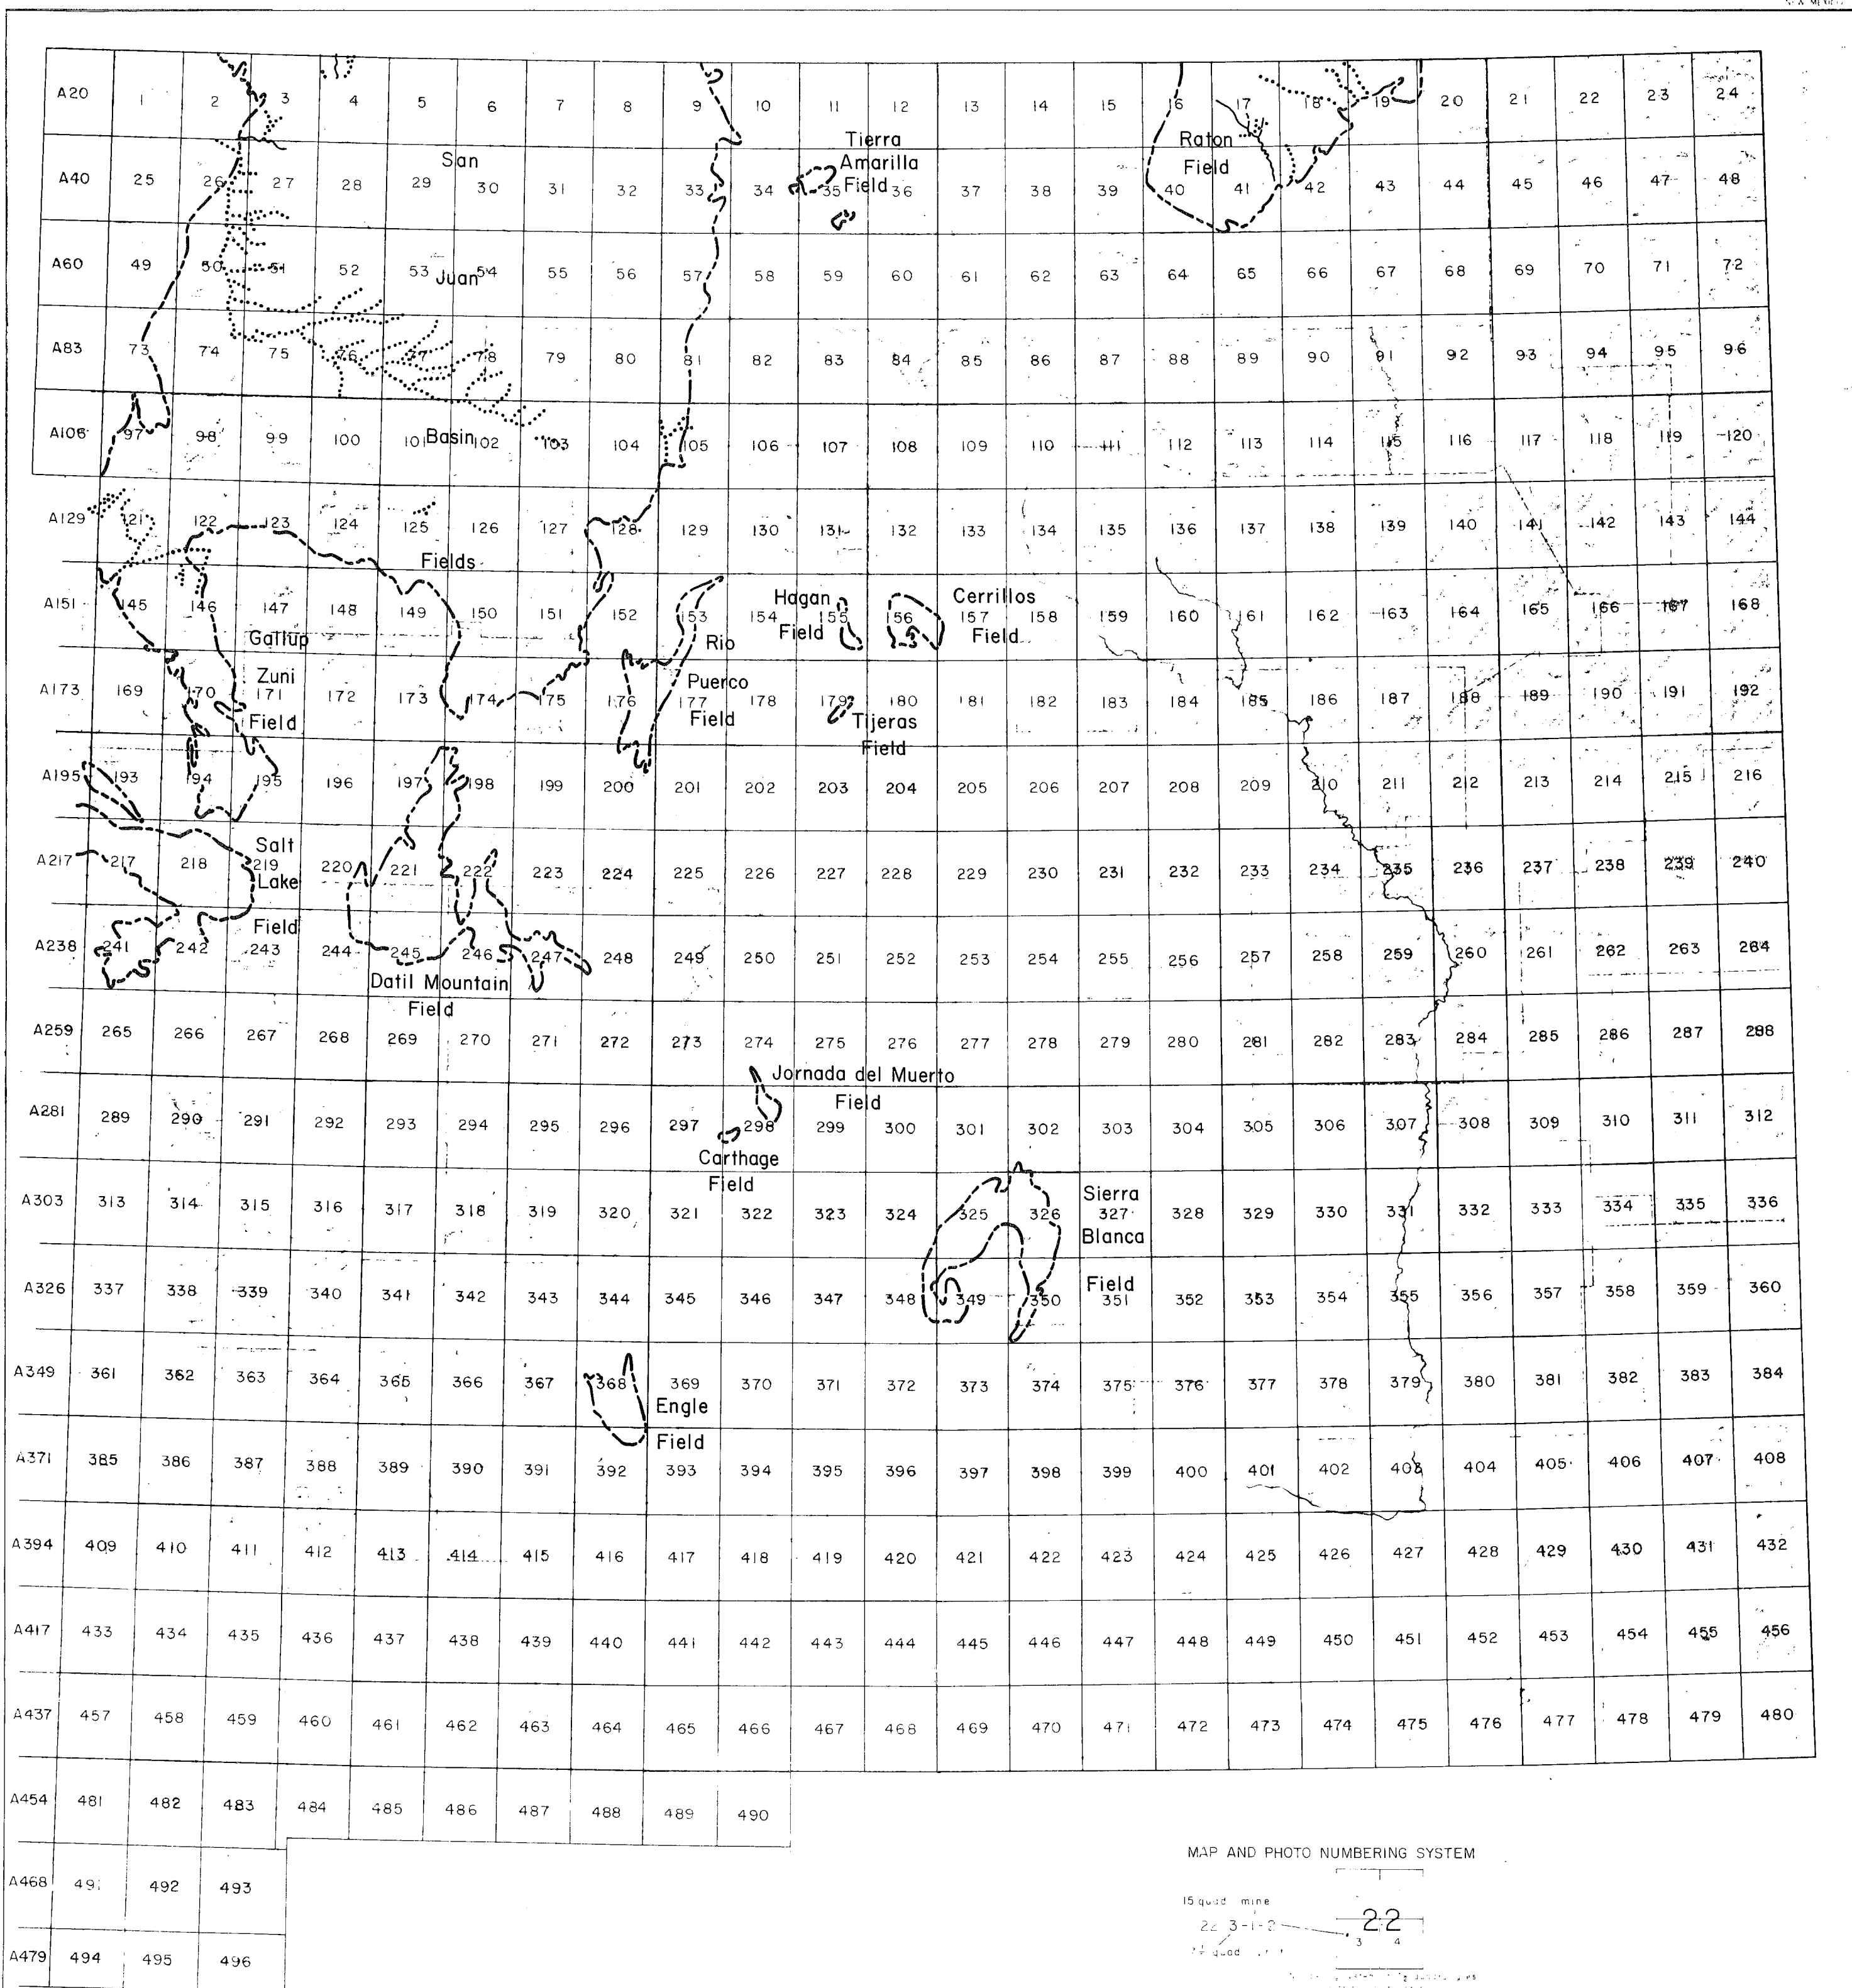 NEW MEXICO
A20 1 2 3 4 5 6 7 8 9 10 11 12 13 14 15 16 17 18 19 20 21 22 23 24
Tierra Raton
San Amarilla Field
A40 25 26 27 28 29 30 31 32 33 34 35 Field 36 37 38 39 40 41 42 43 44 45 46 47 48
A60 49 50 51 52 53 54 55 56 57 58 59 60 61 62 63 64 65 66 67 68 69 70 71 72
Juan
A83 73 74 75 76 77 78 79 80 81 82 83 84 85 86 87 88 89 90 91 92 93 94 95 96
A106 97 98 99 100 101 Basin 102 103 104 105 106 107 108 109 110 111 112 113 114 115 116 117 118 119 120
A129 121 122 123 124 125 126 127 128 129 130 131 132 133 134 135 136 137 138 139 140 141 142 143 144
Fields
Hagan Cerrillos
A151 145 146 147 148 149 150 151 152 153 154 155 156 157 158 159 160 161 162 163 164 165 166 167 168
Gallup Rio Field Field
Zuni Puerco
A173 169 170 171 172 173 174 175 176 177 178 179 180 181 182 183 184 185 186 187 188 189 190 191 192
Field Field Tijeras
Field
A195 193 194 195 196 197 198 199 200 201 202 203 204 205 206 207 208 209 210 211 212 213 214 215 216
Salt
A217 217 218 219 220 221 222 223 224 225 226 227 228 229 230 231 232 233 234 235 236 237 238 239 240
Lake
Field
A238 241 242 243 244 245 246 247 248 249 250 251 252 253 254 255 256 257 258 259 260 261 262 263 264
Datil Mountain
Field
A259 265 266 267 268 269 270 271 272 273 274 275 276 277 278 279 280 281 282 283 284 285 286 287 288
Jornada del Muerto
Field
A281 289 290 291 292 293 294 295 296 297 298 299 300 301 302 303 304 305 306 307 308 309 310 311 312
Carthage
Field
Sierra
A303 313 314 315 316 317 318 319 320 321 322 323 324 325 326 327 328 329 330 331 332 333 334 335 336
Blanca
Field
A326 337 338 339 340 341 342 343 344 345 346 347 348 349 350 351 352 353 354 355 356 357 358 359 360
A349 361 362 363 364 365 366 367 368 369 370 371 372 373 374 375 376 377 378 379 380 381 382 383 384
Engle
Field
A371 385 386 387 388 389 390 391 392 393 394 395 396 397 398 399 400 401 402 403 404 405 406 407 408
A394 409 410 411 412 413 414 415 416 417 418 419 420 421 422 423 424 425 426 427 428 429 430 431 432
A417 433 434 435 436 437 438 439 440 441 442 443 444 445 446 447 448 449 450 451 452 453 454 455 456
A437 457 458 459 460 461 462 463 464 465 466 467 468 469 470 471 472 473 474 475 476 477 478 479 480
A454 481 482 483 484 485 486 487 488 489 490
A468 491 492 493
A479 494 495 496
MAP AND PHOTO NUMBERING SYSTEM
15 quad mine
22 3-1-2 22
3 4
7½ quad